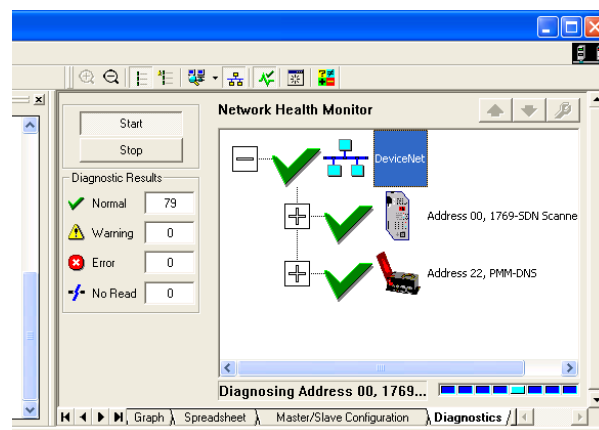 Start
Stop
Diagnostic Results
Normal 79
Warning 0
Error 0
No Read 0
Network Health Monitor
DeviceNet
Address 00, 1769-SDN Scanne
Address 22, PMM-DNS
Diagnosing Address 00, 1769...
Graph Spreadsheet Master/Slave Configuration Diagnostics